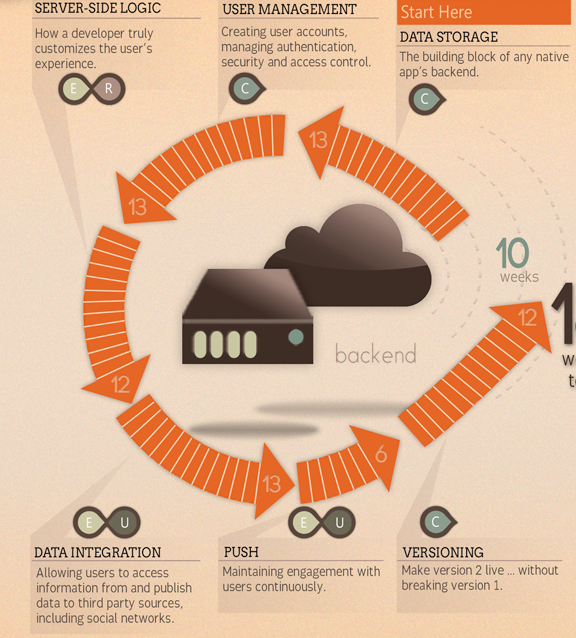 SERVER-SIDE LOGIC
How a developer truly
customizes the user's
experience.
E R
USER MANAGEMENT
Creating user accounts,
managing authentication,
security and access control.
C
Start Here
DATA STORAGE
The building block of any native
app's backend.
C
13
13
10
weeks
12
12
backend
13
6
E U
DATA INTEGRATION
Allowing users to access
information from and publish
data to third party sources,
including social networks.
E U
PUSH
Maintaining engagement with
users continuously.
C
VERSIONING
Make version 2 live ... without
breaking version 1.